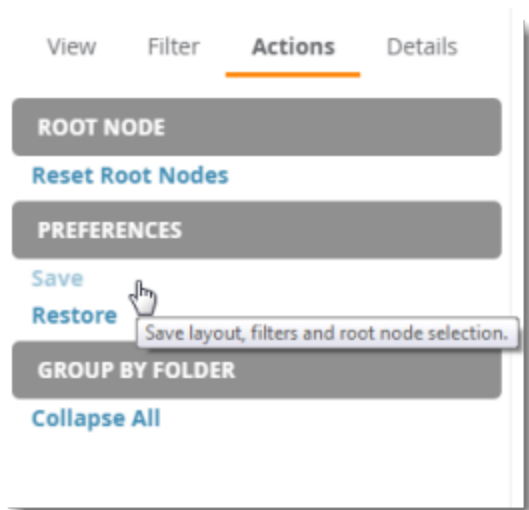 View Filter Actions Details
ROOT NODE
Reset Root Nodes
PREFERENCES
Save
Restore
Save layout, filters and root node selection.
GROUP BY FOLDER
Collapse All